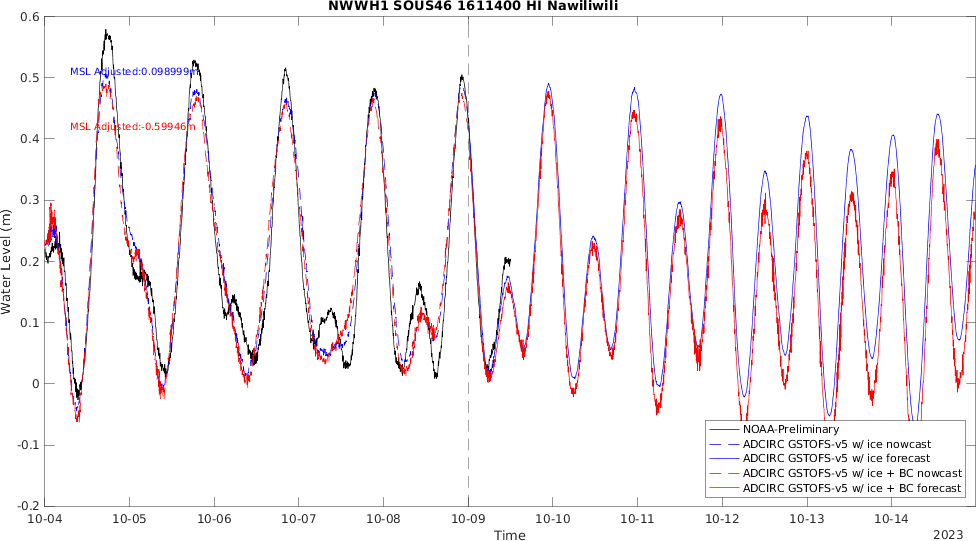 NWWH1 SOUS46 1611400 HI Nawiliwili
0.6
0.5
0.4
0.3
0.2
0.1
0
-0.1
-0.2
Water Level (m)
MSL Adjusted:0.098999m
MSL Adjusted:-0.59946m
NOAA-Preliminary
ADCIRC GSTOFS-v5 w/ ice nowcast
ADCIRC GSTOFS-v5 w/ ice forecast
ADCIRC GSTOFS-v5 w/ ice + BC nowcast
ADCIRC GSTOFS-v5 w/ ice + BC forecast
10-04 10-05 10-06 10-07 10-08 10-09 10-10 10-11 10-12 10-13 10-14
Time
2023